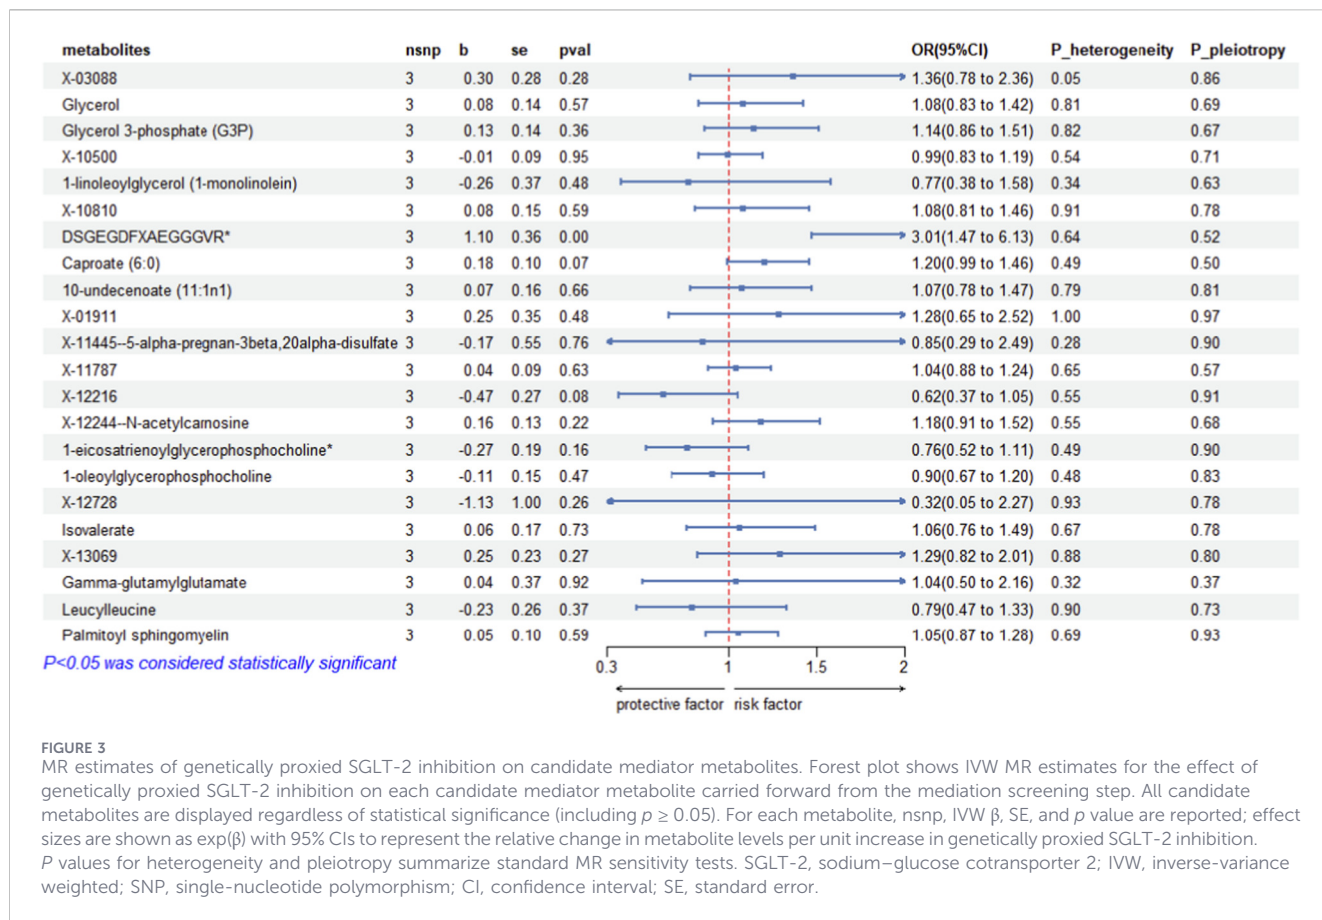 metabolites nsnp b se pval OR(95%CI) P_heterogeneity P_pleiotropy
X-03088 3 0.30 0.28 0.28 1.36(0.78 to 2.36) 0.05 0.86
Glycerol 3 0.08 0.14 0.57 1.08(0.83 to 1.42) 0.81 0.69
Glycerol 3-phosphate (G3P) 3 0.13 0.14 0.36 1.14(0.86 to 1.51) 0.82 0.67
X-10500 3 -0.01 0.09 0.95 0.99(0.83 to 1.19) 0.54 0.71
1-linoleoylglycerol (1-monolinolein) 3 -0.26 0.37 0.48 0.77(0.38 to 1.58) 0.34 0.63
X-10810 3 0.08 0.15 0.59 1.08(0.81 to 1.46) 0.91 0.78
DSGEGDFXAEGGGVR* 3 1.10 0.36 0.00 3.01(1.47 to 6.13) 0.64 0.52
Caproate (6:0) 3 0.18 0.10 0.07 1.20(0.99 to 1.46) 0.49 0.50
10-undecenoate (11:1n1) 3 0.07 0.16 0.66 1.07(0.78 to 1.47) 0.79 0.81
X-01911 3 0.25 0.35 0.48 1.28(0.65 to 2.52) 1.00 0.97
X-11445--5-alpha-pregnan-3beta,20alpha-disulfate 3 -0.17 0.55 0.76 0.85(0.29 to 2.49) 0.28 0.90
X-11787 3 0.04 0.09 0.63 1.04(0.88 to 1.24) 0.65 0.57
X-12216 3 -0.47 0.27 0.08 0.62(0.37 to 1.05) 0.55 0.91
X-12244--N-acetylcarnosine 3 0.16 0.13 0.22 1.18(0.91 to 1.52) 0.55 0.68
1-eicosatrienoylglycerophosphocholine* 3 -0.27 0.19 0.16 0.76(0.52 to 1.11) 0.49 0.90
1-oleoylglycerophosphocholine 3 -0.11 0.15 0.47 0.90(0.67 to 1.20) 0.48 0.83
X-12728 3 -1.13 1.00 0.26 0.32(0.05 to 2.27) 0.93 0.78
Isovalerate 3 0.06 0.17 0.73 1.06(0.76 to 1.49) 0.67 0.78
X-13069 3 0.25 0.23 0.27 1.29(0.82 to 2.01) 0.88 0.80
Gamma-glutamylglutamate 3 0.04 0.37 0.92 1.04(0.50 to 2.16) 0.32 0.37
Leucylleucine 3 -0.23 0.26 0.37 0.79(0.47 to 1.33) 0.90 0.73
Palmitoyl sphingomyelin 3 0.05 0.10 0.59 1.05(0.87 to 1.28) 0.69 0.93
P<0.05 was considered statistically significant
0.3 1 1.5 2
protective factor risk factor
FIGURE 3
MR estimates of genetically proxied SGLT-2 inhibition on candidate mediator metabolites. Forest plot shows IVW MR estimates for the effect of
genetically proxied SGLT-2 inhibition on each candidate mediator metabolite carried forward from the mediation screening step. All candidate
metabolites are displayed regardless of statistical significance (including p ≥ 0.05). For each metabolite, nsnp, IVW β, SE, and p value are reported; effect
sizes are shown as exp(β) with 95% CIs to represent the relative change in metabolite levels per unit increase in genetically proxied SGLT-2 inhibition.
P values for heterogeneity and pleiotropy summarize standard MR sensitivity tests. SGLT-2, sodium–glucose cotransporter 2; IVW, inverse-variance
weighted; SNP, single-nucleotide polymorphism; CI, confidence interval; SE, standard error.